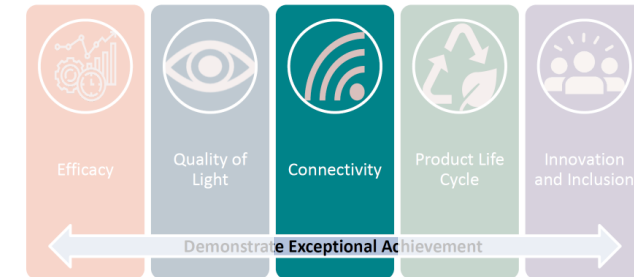 Efficacy
Quality of
Light
Connectivity
Product Life
Cycle
Innovation
and Inclusion
Demonstrate Exceptional Achievement